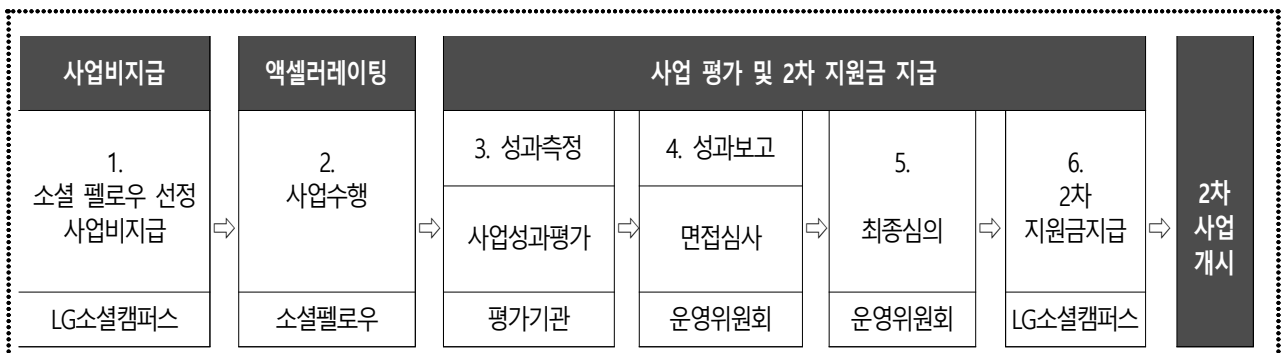 사업비지급
액셀러레이팅
사업 평가 및 2차 지원금 지급
1.
소셜 펠로우 선정
사업비지급
⇨
2.
사업수행
⇨
3. 성과측정
사업성과평가
⇨
4. 성과보고
면접심사
⇨
5.
최종심의
⇨
6.
2차
지원금지급
⇨
2차
사업
개시
LG소셜캠퍼스
소셜펠로우
평가기관
운영위원회
운영위원회
LG소셜캠퍼스